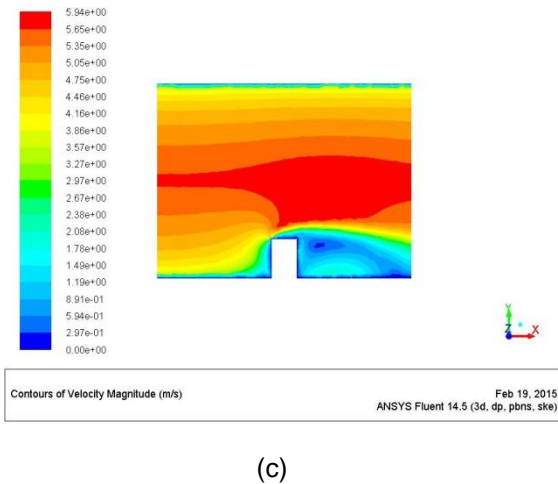 5.94e+00
5.65e+00
5.35e+00
5.05e+00
4.75e+00
4.46e+00
4.16e+00
3.86e+00
3.57e+00
3.27e+00
2.97e+00
2.67e+00
2.38e+00
2.08e+00
1.78e+00
1.49e+00
1.19e+00
8.91e-01
5.94e-01
2.97e-01
0.00e+00
Y
Z X
Contours of Velocity Magnitude (m/s)
Feb 19, 2015
ANSYS Fluent 14.5 (3d, dp, pbns, ske)
(c)